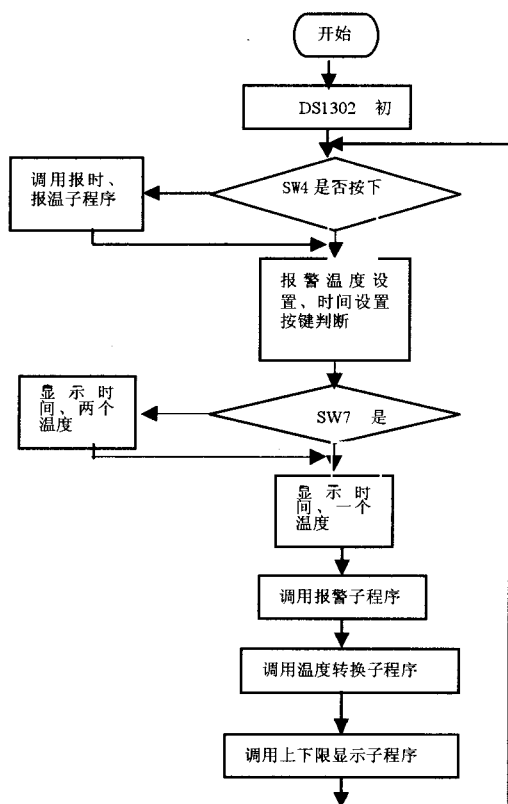 开始
DS1302 初
SW4 是否按下
调用报时、
报温子程序
报警温度设
置、时间设置
按键判断
SW7 是
显示时
间、两个
温度
显示时
间、一个
温度
调用报警子程序
调用温度转换子程序
调用上下限显示子程序